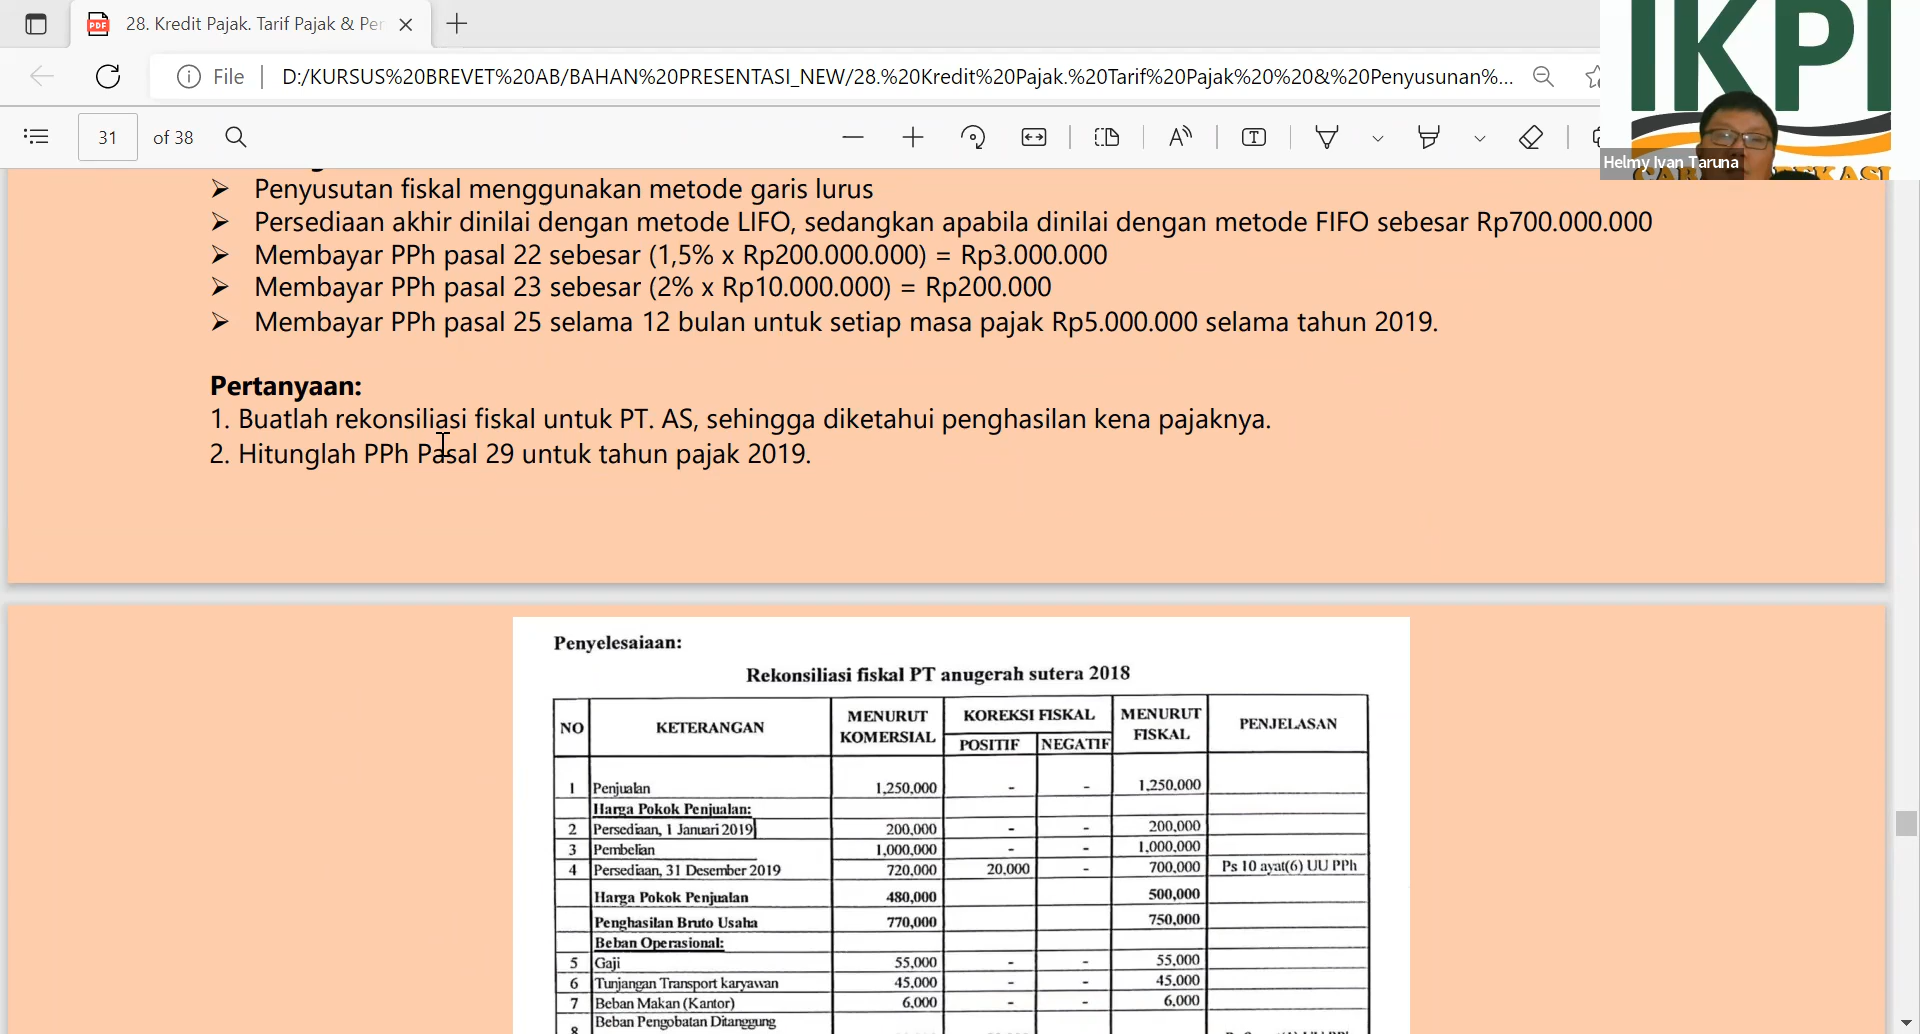 28. Kredit Pajak. Tarif Pajak & Per
IKPI
File
D:/KURSUS%20BREVET%20AB/BAHAN%20PRESENTASI_NEW/28.%20Kredit%20Pajak.%20Tarif%20Pajak%20%20&%20Penyusunan%...
31 of 38
Helmy Ivan Taruna
➢ Penyusutan fiskal menggunakan metode garis lurus
➢ Persediaan akhir dinilai dengan metode LIFO, sedangkan apabila dinilai dengan metode FIFO sebesar Rp700.000.000
➢ Membayar PPh pasal 22 sebesar (1,5% x Rp200.000.000) = Rp3.000.000
➢ Membayar PPh pasal 23 sebesar (2% x Rp10.000.000) = Rp200.000
➢ Membayar PPh pasal 25 selama 12 bulan untuk setiap masa pajak Rp5.000.000 selama tahun 2019.
Pertanyaan:
1. Buatlah rekonsiliasi fiskal untuk PT. AS, sehingga diketahui penghasilan kena pajaknya.
2. Hitunglah PPh Pasal 29 untuk tahun pajak 2019.
Penyelesaiaan:
Rekonsiliasi fiskal PT anugerah sutera 2018
NO KETERANGAN MENURUT KOMERSIAL KOREKSI FISKAL MENURUT FISKAL PENJELASAN
POSITIF NEGATIF
1 Penjualan 1,250,000 - - 1,250,000
Harga Pokok Penjualan:
2 Persediaan, 1 Januari 2019 200,000 - - 200,000
3 Pembelian 1,000,000 - - 1,000,000
4 Persediaan, 31 Desember 2019 720,000 20,000 - 700,000 Ps 10 ayat(6) UU PPh
Harga Pokok Penjualan 480,000 500,000
Penghasilan Bruto Usaha 770,000 750,000
Beban Operasional:
5 Gaji 55,000 - - 55,000
6 Tunjangan Transport karyawan 45,000 - - 45,000
7 Beban Makan (Kantor) 6,000 - - 6,000
8 Beban Pengobatan Ditanggung